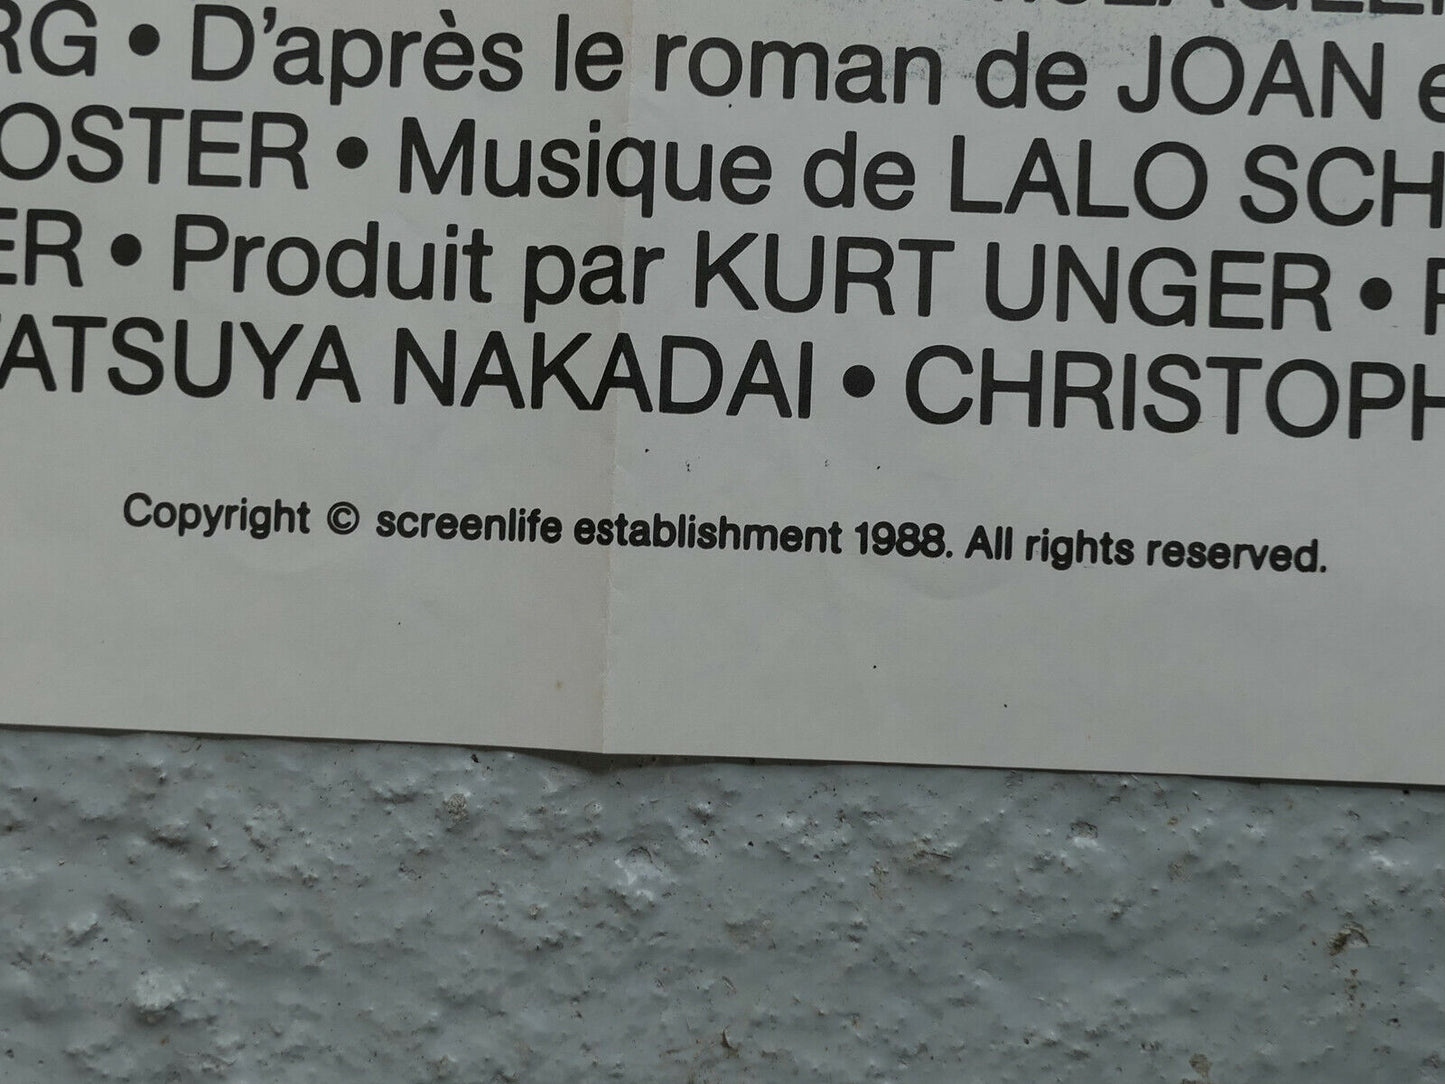 RG • D'après le roman de JOAN e
OSTER • Musique de LALO SCH
ER • Produit par KURT UNGER •
TATSUYA NAKADAI • CHRISTOPH
Copyright © screenlife establishment 1988. All rights reserved.